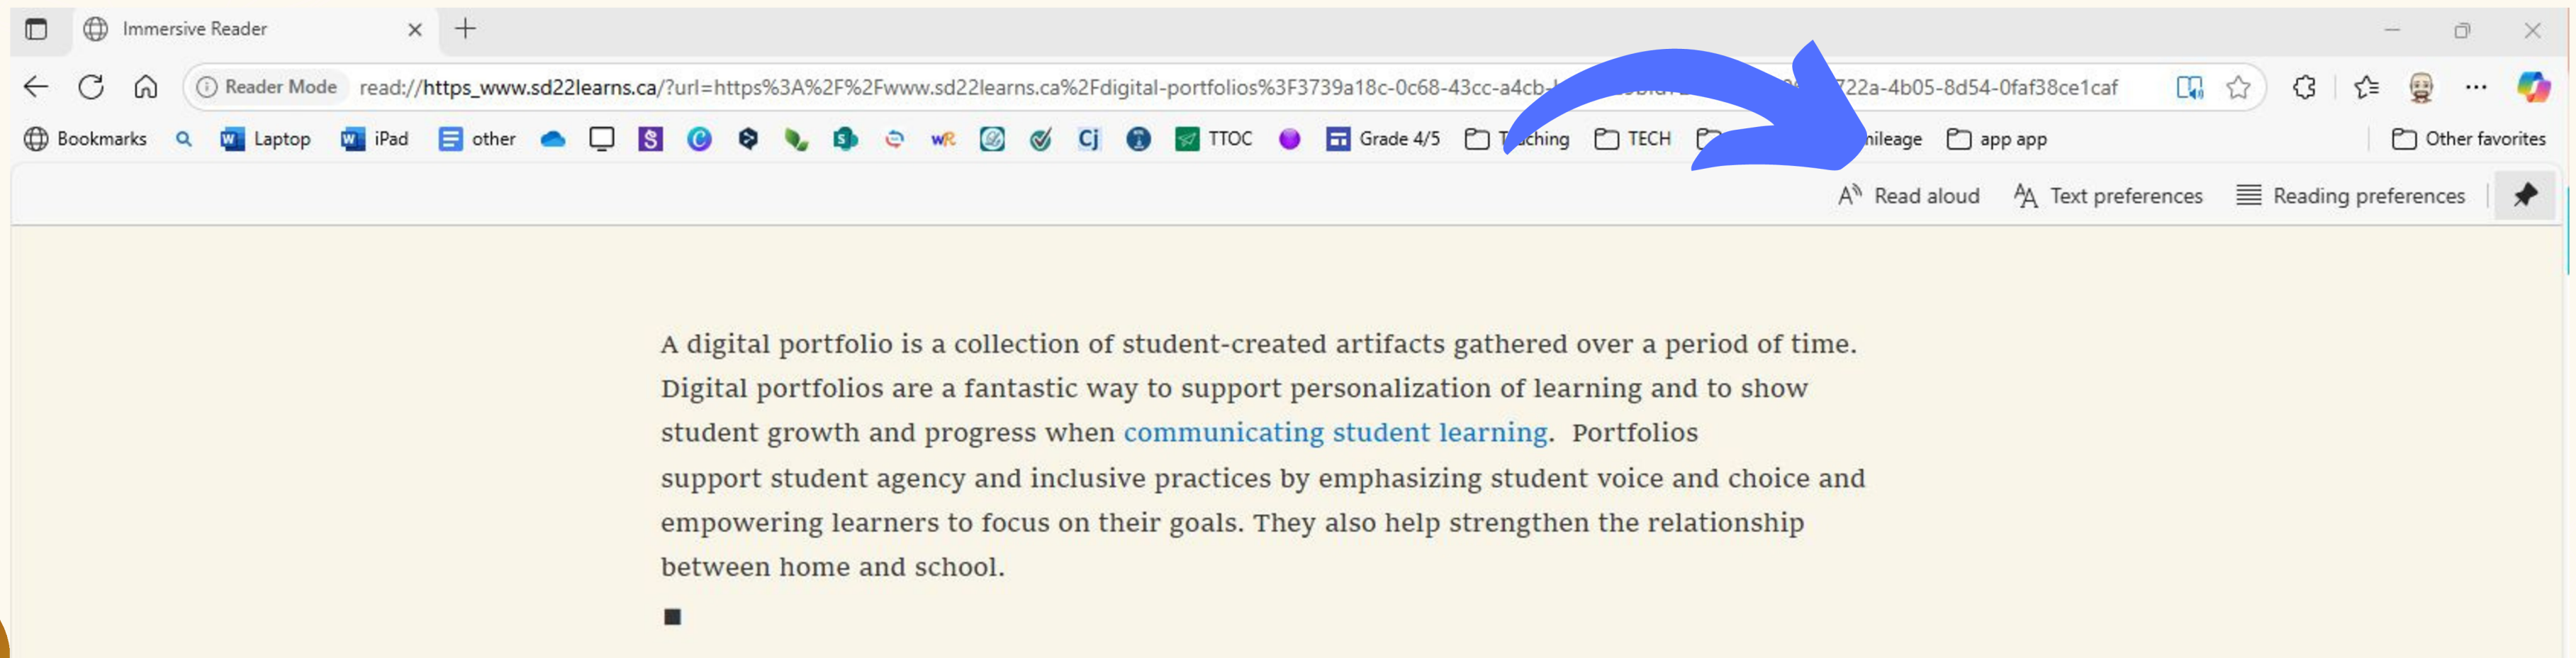 Immersive Reader
Reader Mode read://https_www.sd22learns.ca/?url=https%3A%2F%2Fwww.sd22learns.ca%2Fdigital-portfolios%3F3739a18c-0c68-43cc-a4cb- 722a-4b05-8d54-0faf38ce1caf
Bookmarks Laptop iPad other TTOC Grade 4/5 TECH app app Other favorites
Read aloud Text preferences Reading preferences
A digital portfolio is a collection of student-created artifacts gathered over a period of time.
Digital portfolios are a fantastic way to support personalization of learning and to show
student growth and progress when communicating student learning. Portfolios
support student agency and inclusive practices by emphasizing student voice and choice and
empowering learners to focus on their goals. They also help strengthen the relationship
between home and school.